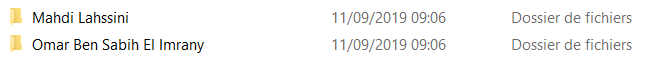 Mahdi Lahssini 11/09/2019 09:06 Dossier de fichiers
Omar Ben Sabih El Imrany 11/09/2019 09:06 Dossier de fichiers